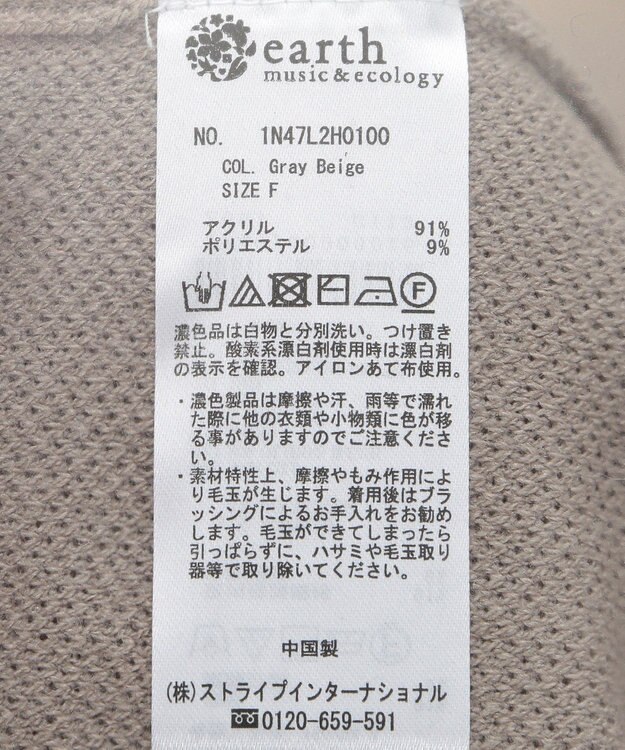 earth
music&ecology
NO. 1N47L2H0100
COL. Gray Beige
SIZE F
アクリル 91%
ポリエステル 9%
F
濃色品は白物と分別洗い。つけ置き
禁止。酸素系漂白剤使用時は漂白剤
の表示を確認。アイロンあて布使用。
・濃色製品は摩擦や汗、雨等で濡れ
た際に他の衣類や小物類に色が移
る事がありますのでご注意くださ
い。
・素材特性上、摩擦やもみ作用によ
り毛玉が生じます。着用後はブラ
ッシングによるお手入れをお勧め
します。毛玉ができてしまったら
引っぱらずに、ハサミや毛玉取り
器等で取り除いてください。
中国製
(株)ストライプインターナショナル
0120-659-591